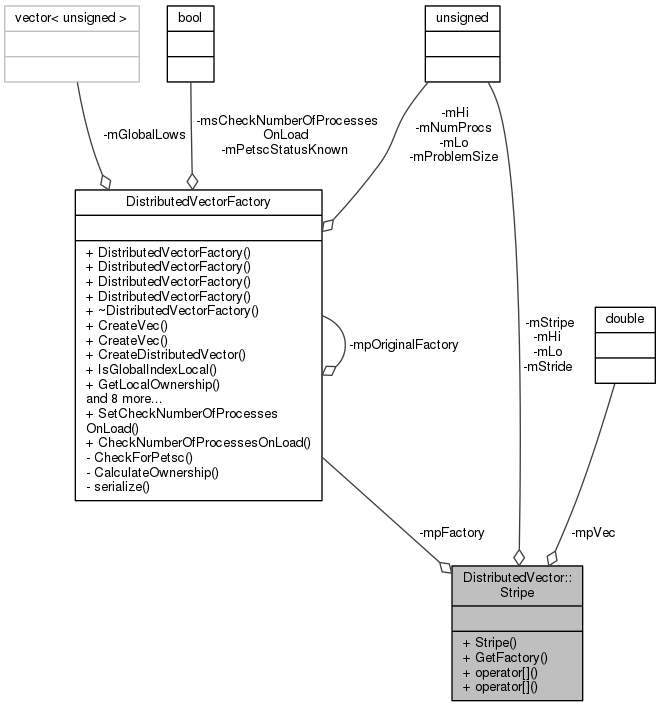 vector< unsigned >
bool
unsigned
-mGlobalLows
-msCheckNumberOfProcesses
OnLoad
-mPetscStatusKnown
-mHi
-mNumProcs
-mLo
-mProblemSize
DistributedVectorFactory
+ DistributedVectorFactory()
+ DistributedVectorFactory()
+ DistributedVectorFactory()
+ DistributedVectorFactory()
+ ~DistributedVectorFactory()
+ CreateVec()
+ CreateVec()
+ CreateDistributedVector()
+ IsGlobalIndexLocal()
+ GetLocalOwnership()
and 8 more...
+ SetCheckNumberOfProcesses
OnLoad()
+ CheckNumberOfProcessesOnLoad()
- CheckForPetsc()
- CalculateOwnership()
- serialize()
-mpOriginalFactory
-mStripe
-mHi
-mLo
-mStride
double
-mpFactory
-mpVec
DistributedVector::
Stripe
+ Stripe()
+ GetFactory()
+ operator[]()
+ operator[]()